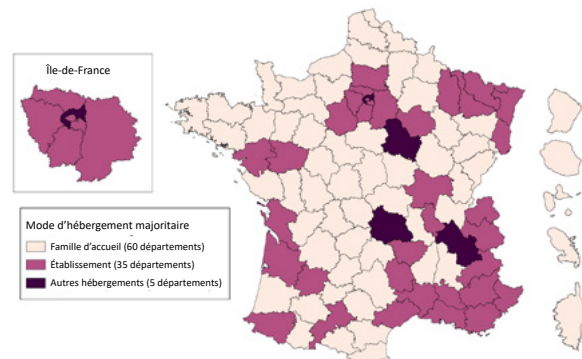 Île-de-France
Mode d'hébergement majoritaire
Famille d'accueil (60 départements)
Établissement (35 départements)
Autres hébergements (5 départements)